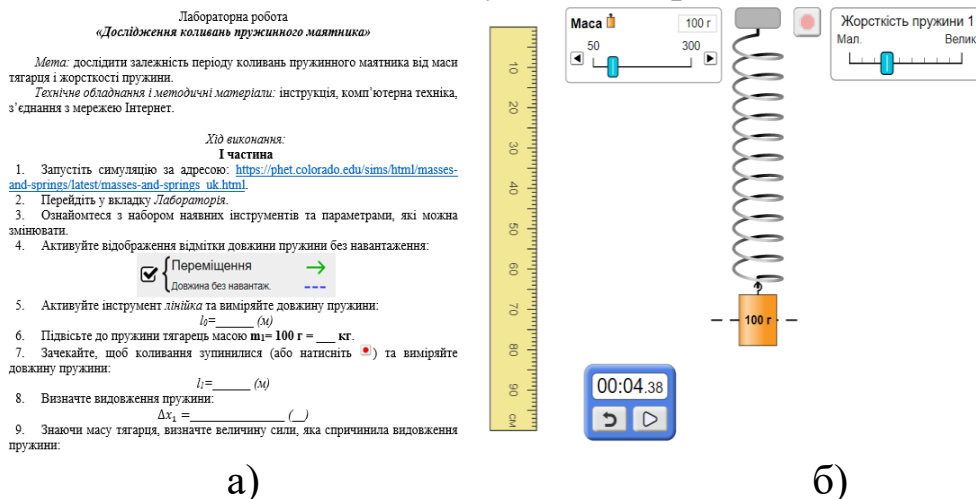 Лабораторна робота
«Дослідження коливань пружинного маятника»
Мета: дослідити залежність періоду коливань пружинного маятника від маси
тягарця і жорсткості пружини.
Технічне обладнання і методичні матеріали: інструкція, комп’ютерна техніка,
з’єднання з мережею Інтернет.
Хід виконання:
І частина
1. Запустіть симуляцію за адресою: https://phet.colorado.edu/sims/html/masses-
and-springs/latest/masses-and-springs_uk.html.
2. Перейдіть у вкладку Лабораторія.
3. Ознайомтеся з набором наявних інструментів та параметрами, які можна
змінювати.
4. Активуйте відображення відмітки довжини пружини без навантаження:
Переміщення
Довжина без навантаж.
5. Активуйте інструмент лінійка та виміряйте довжину пружини:
l₀=______ (м)
6. Підвісьте до пружини тягарець масою m₁= 100 г = ___ кг.
7. Зачекайте, щоб коливання зупинилися (або натисніть ) та виміряйте
довжину пружини:
l₁=______ (м)
8. Визначте видовження пружини:
Δx₁ =______________ (__)
9. Знаючи масу тягарця, визначте величину сили, яка спричинила видовження
пружини:
а)
10
20
30
40
50
60
70
80
90
см
Маса 100 г
50 300
Жорсткість пружини 1
Мал. Велик
100 г
00:04.38
б)